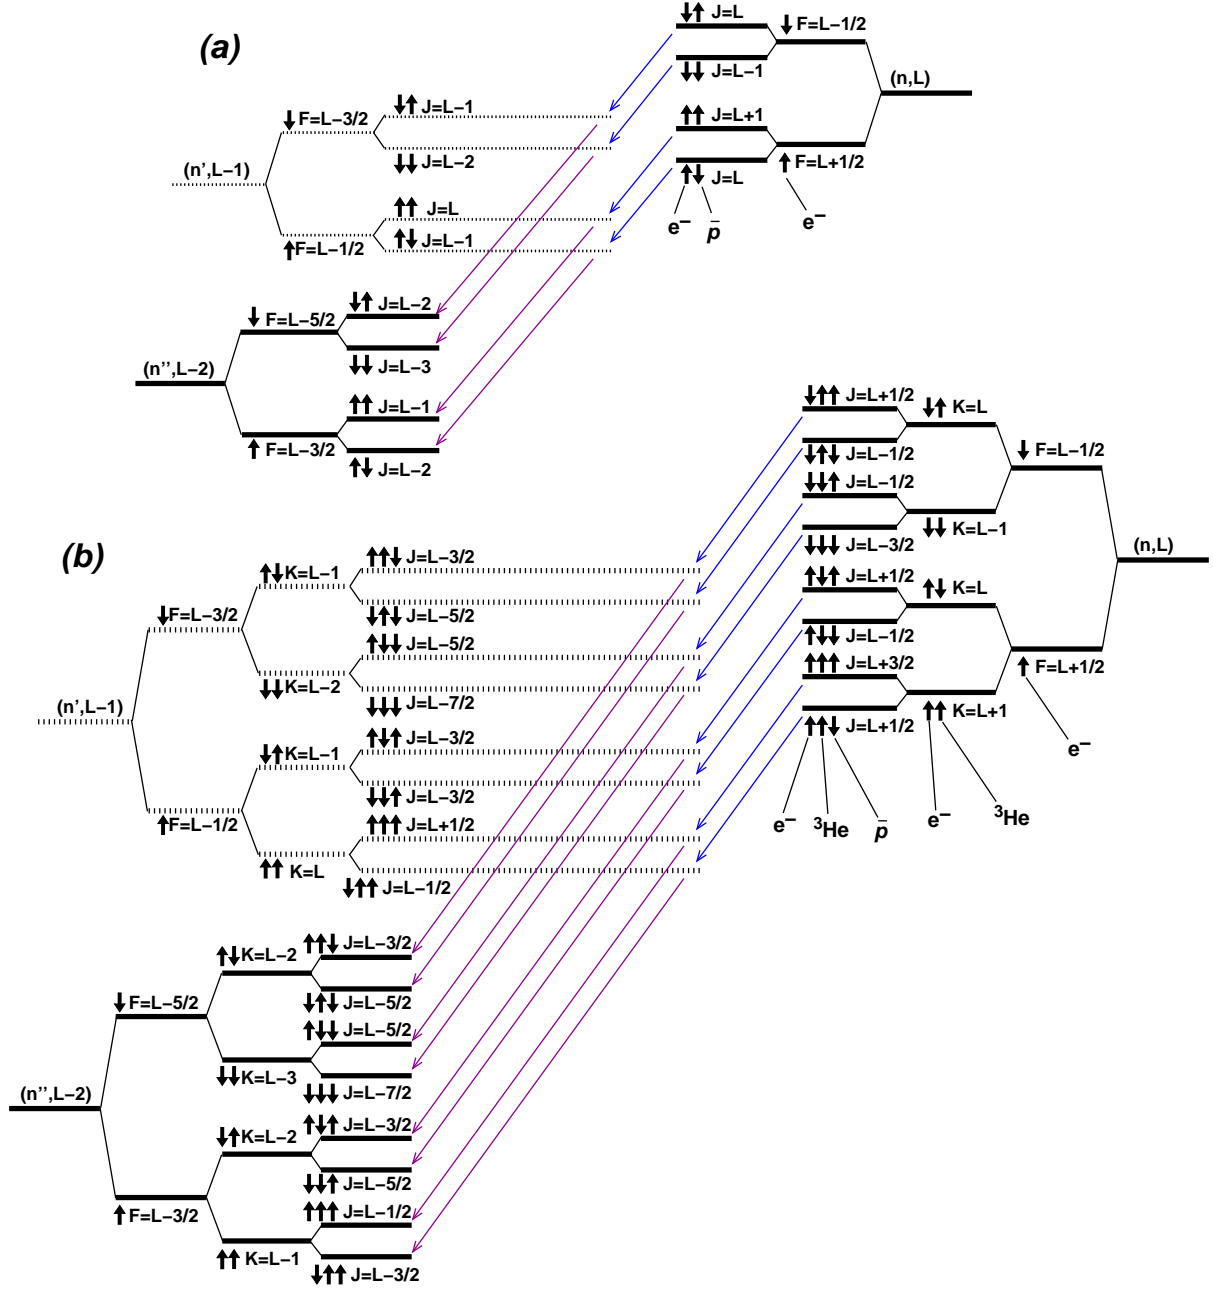 (a)
↓↑ J=L
↓ F=L−1/2
↓↓ J=L−1
(n,L)
↑↑ J=L+1
↑ F=L+1/2
↑↓ J=L
e−
p̄
e−
↓↑ J=L−1
↓ F=L−3/2
↓↓ J=L−2
(n',L−1)
↑↑ J=L
↑↓ J=L−1
↑ F=L−1/2
↓↑ J=L−2
↓ F=L−5/2
↓↓ J=L−3
(n'',L−2)
↑↑ J=L−1
↑ F=L−3/2
↑↓ J=L−2
(b)
↓↑↑ J=L+1/2
↓↑ K=L
↓↑↓ J=L−1/2
↓ F=L−1/2
↓↓↑ J=L−1/2
↓↓ K=L−1
↓↓↓ J=L−3/2
(n,L)
↑↓↑ J=L+1/2
↑↓ K=L
↑↓↓ J=L−1/2
↑↑↑ J=L+3/2
↑ F=L+1/2
↑↑ K=L+1
↑↑↓ J=L+1/2
e−
3He
p̄
e−
3He
e−
↑↑↓ J=L−3/2
↑↓ K=L−1
↓ F=L−3/2
↓↑↓ J=L−5/2
↑↓↓ J=L−5/2
↓↓ K=L−2
↓↓↓ J=L−7/2
(n',L−1)
↑↓↑ J=L−3/2
↓↑ K=L−1
↓↓↑ J=L−3/2
↑↑↑ J=L+1/2
↑ F=L−1/2
↑↑ K=L
↓↑↑ J=L−1/2
↑↑↓ J=L−3/2
↑↓ K=L−2
↓ F=L−5/2
↓↑↓ J=L−5/2
↑↓↓ J=L−5/2
↓↓ K=L−3
↓↓↓ J=L−7/2
(n'',L−2)
↑↓↑ J=L−3/2
↓↑ K=L−2
↓↓↑ J=L−5/2
↑↑↑ J=L−1/2
↑ F=L−3/2
↑↑ K=L−1
↓↑↑ J=L−3/2